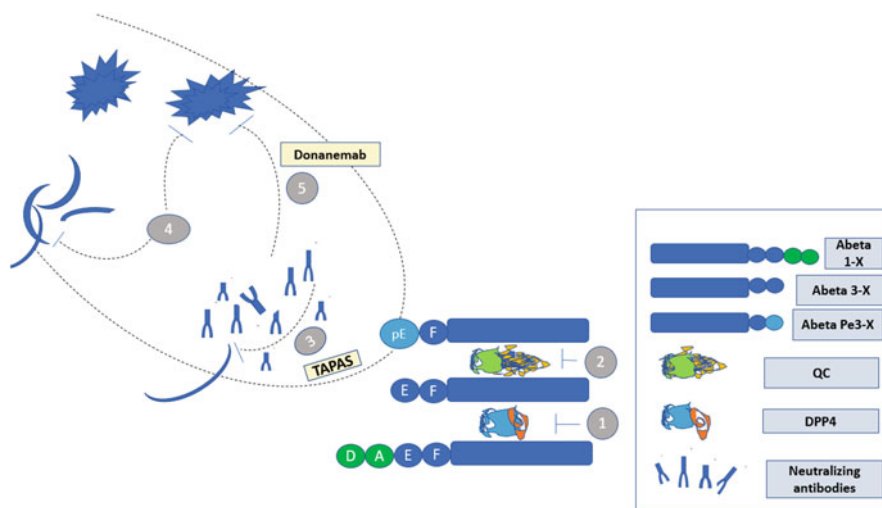 Donanemab
5
4
3
TAPAS
pE F
2
E F
1
D A E F
Abeta
1-X
Abeta 3-X
Abeta Pe3-X
QC
DPP4
Neutralizing
antibodies